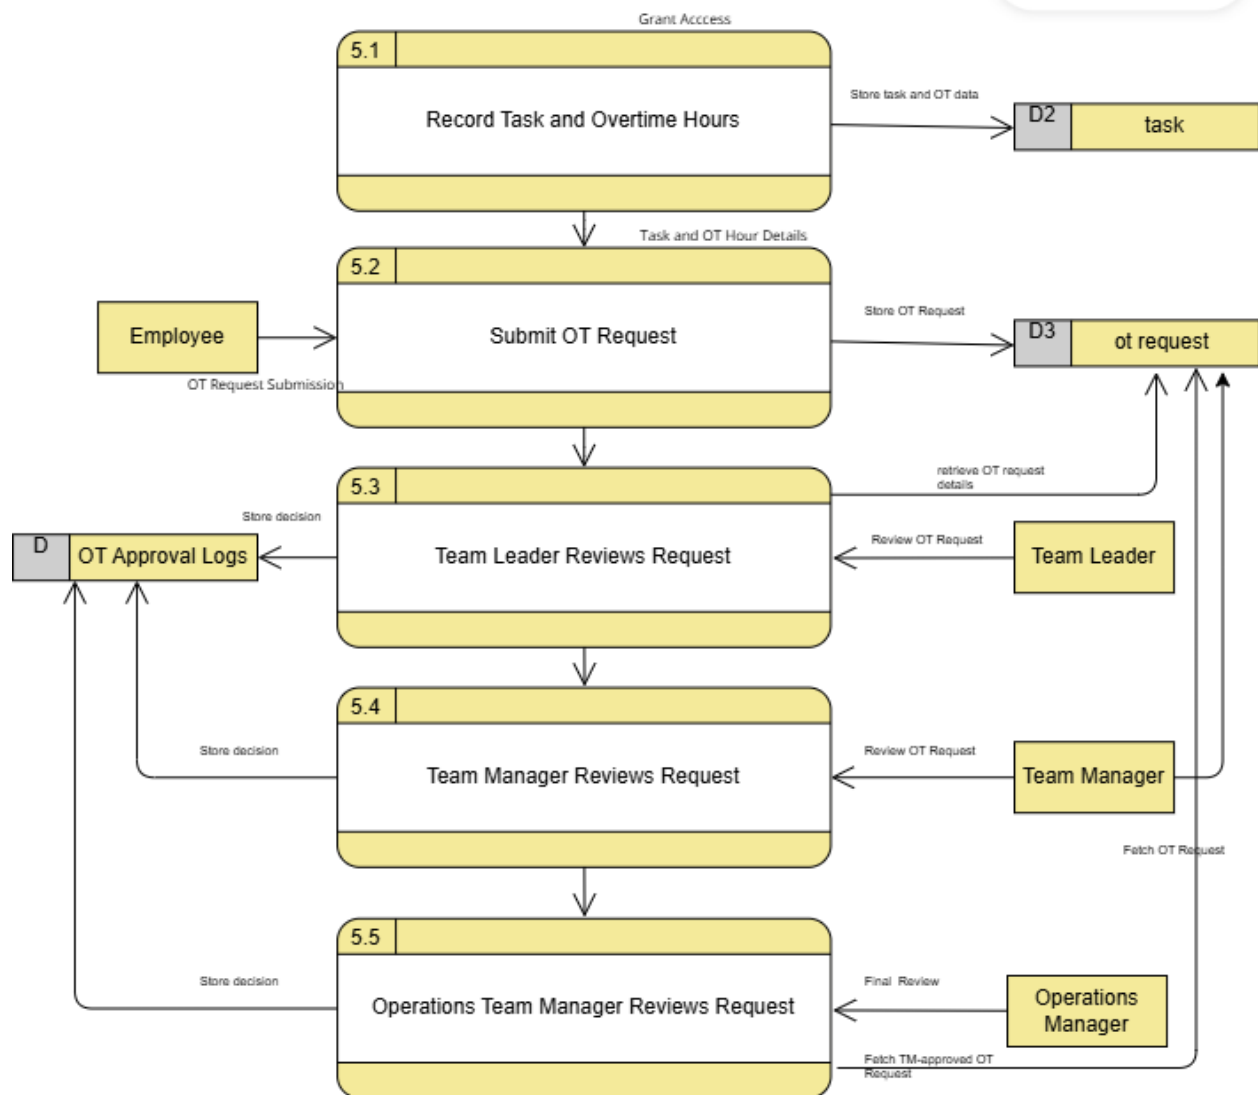 Grant Acccess
5.1
Record Task and Overtime Hours
Store task and OT data
D2
task
Task and OT Hour Details
5.2
Employee
Submit OT Request
Store OT Request
D3
ot request
OT Request Submission
5.3
retrieve OT request
details
Store decision
D
OT Approval Logs
Team Leader Reviews Request
Review OT Request
Team Leader
5.4
Store decision
Team Manager Reviews Request
Review OT Request
Team Manager
Fetch OT Request
5.5
Store decision
Operations Team Manager Reviews Request
Final Review
Operations
Manager
Fetch TM-approved OT
Request